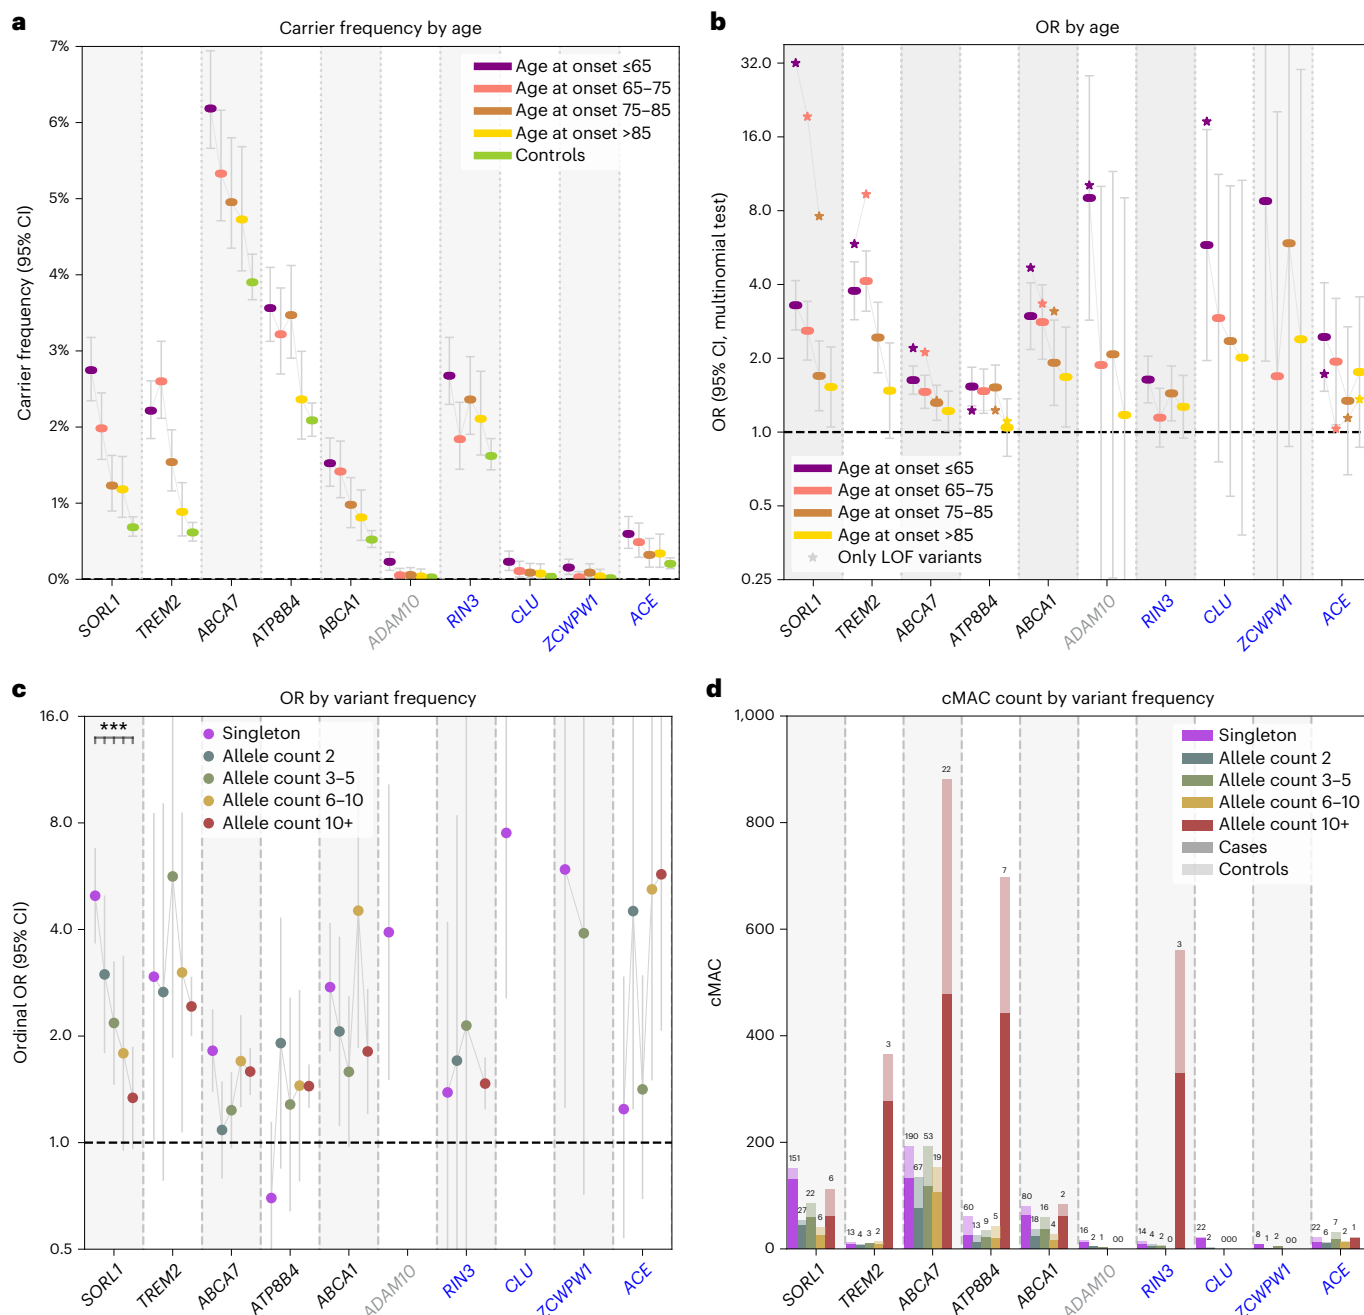 a
Carrier frequency by age
7%
6%
5%
4%
3%
2%
1%
0%
Carrier frequency (95% CI)
Age at onset ≤65
Age at onset 65–75
Age at onset 75–85
Age at onset >85
Controls
SORL1
TREM2
ABCA7
ATP8B4
ABCA1
ADAM10
RIN3
CLU
ZCWPW1
ACE
b
OR by age
32.0
16.0
8.0
4.0
2.0
1.0
0.5
0.25
OR (95% CI, multinomial test)
Age at onset ≤65
Age at onset 65–75
Age at onset 75–85
Age at onset >85
Only LOF variants
SORL1
TREM2
ABCA7
ATP8B4
ABCA1
ADAM10
RIN3
CLU
ZCWPW1
ACE
c
OR by variant frequency
16.0
8.0
4.0
2.0
1.0
0.5
Ordinal OR (95% CI)
***
Singleton
Allele count 2
Allele count 3–5
Allele count 6–10
Allele count 10+
SORL1
TREM2
ABCA7
ATP8B4
ABCA1
ADAM10
RIN3
CLU
ZCWPW1
ACE
d
cMAC count by variant frequency
1,000
800
600
400
200
0
cMAC
Singleton
Allele count 2
Allele count 3–5
Allele count 6–10
Allele count 10+
Cases
Controls
151
27
22
6
6
13
4
3
2
3
190
67
53
19
22
60
13
9
5
7
80
18
16
4
2
16
2
1
0
0
14
4
2
0
3
22
2
0
0
0
8
1
2
0
0
22
6
7
2
1
SORL1
TREM2
ABCA7
ATP8B4
ABCA1
ADAM10
RIN3
CLU
ZCWPW1
ACE